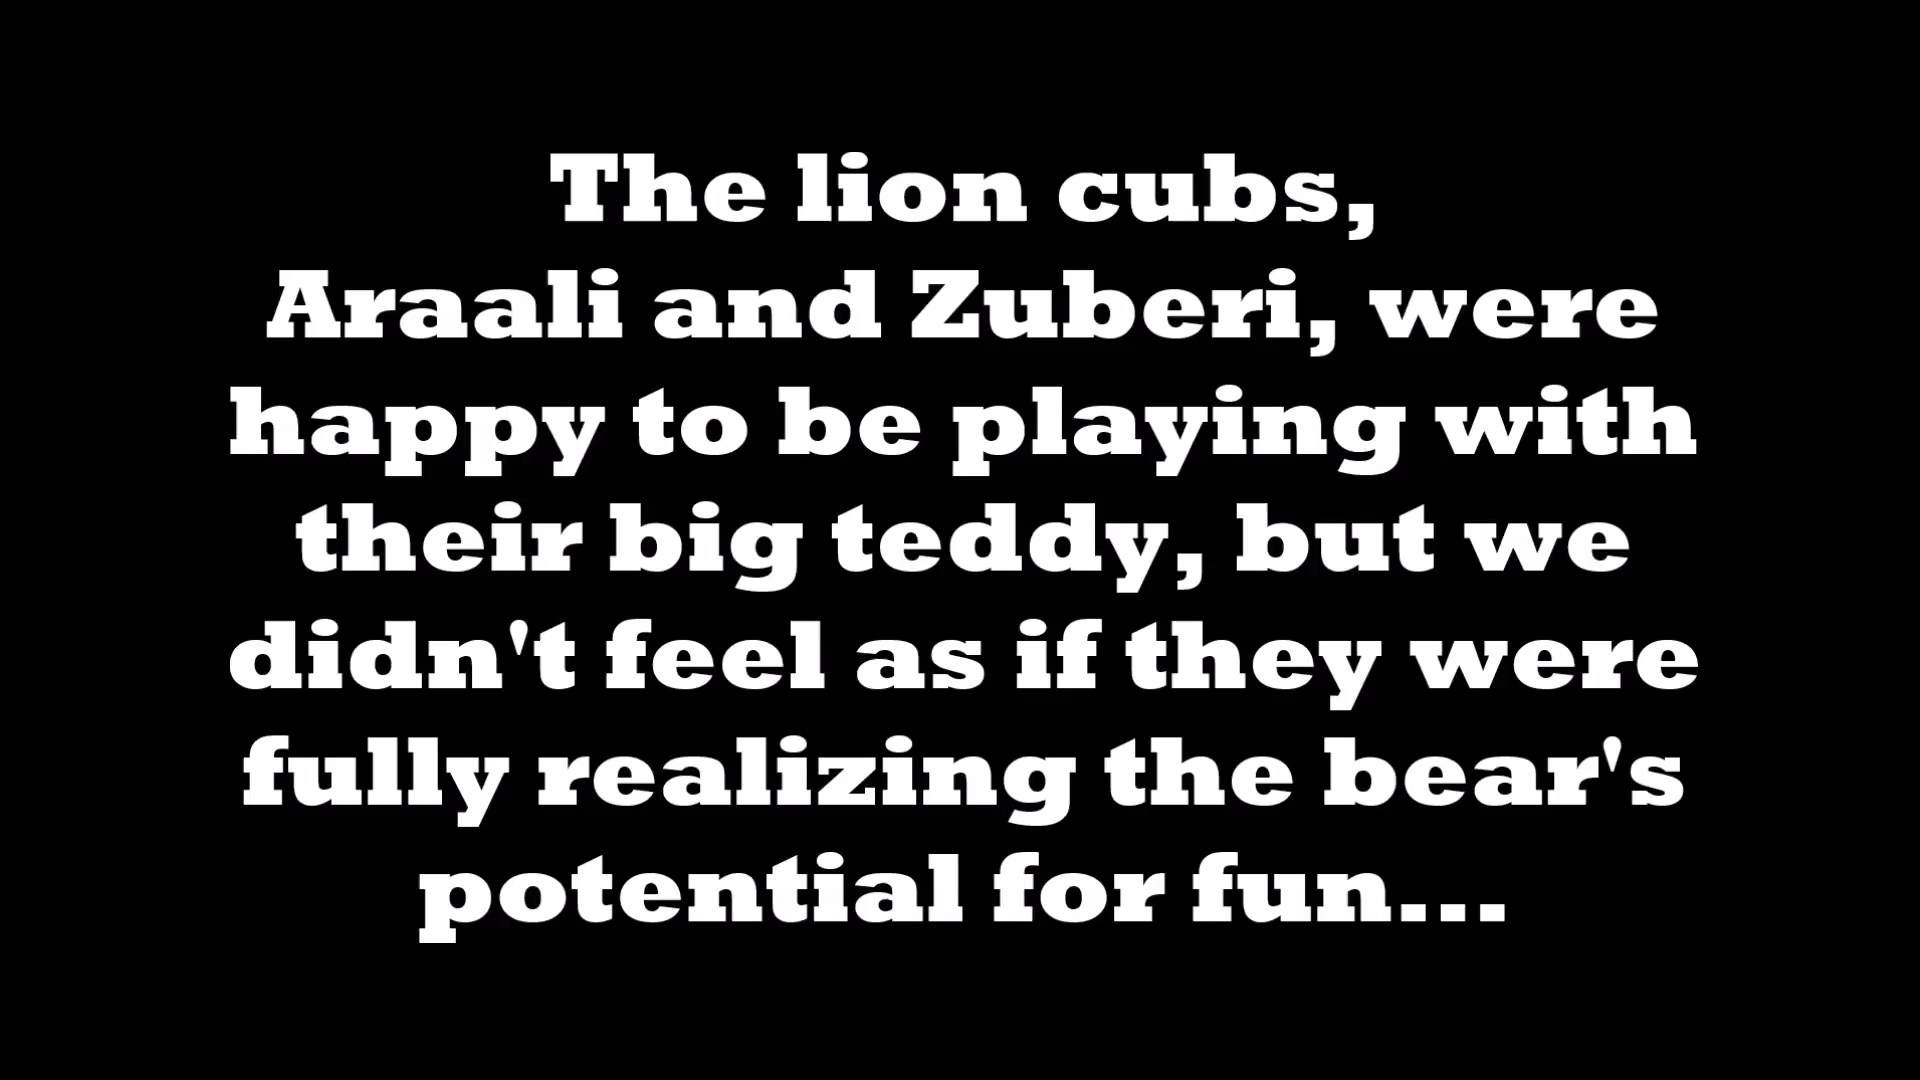 The lion cubs,
Araali and Zuberi, were
happy to be playing with
their big teddy, but we
didn't feel as if they were
fully realizing the bear's
potential for fun...